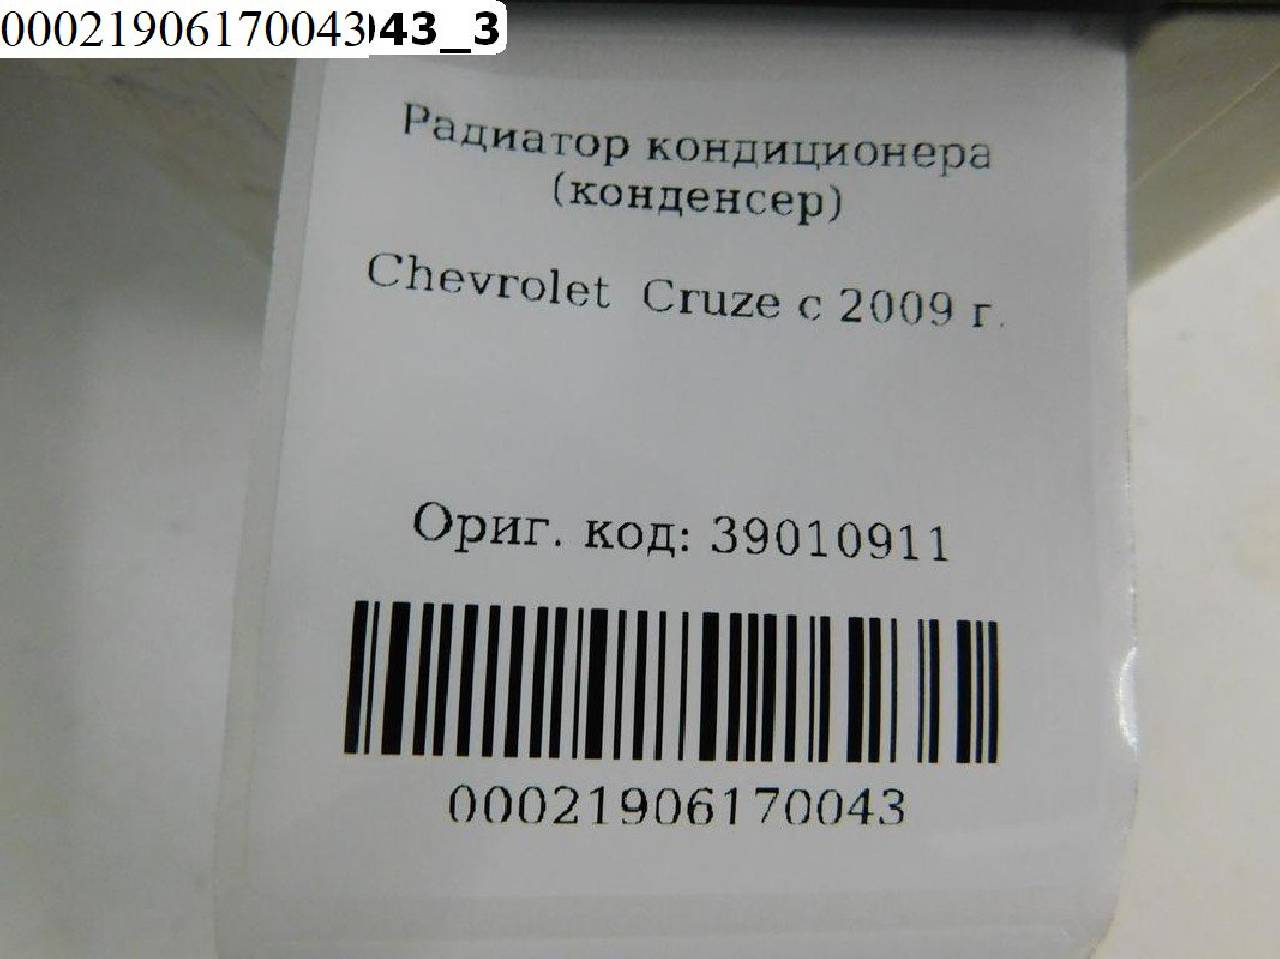 00021906170043
43_3
Радиатор кондиционера
(конденсер)
Chevrolet Cruze с 2009 г.
Ориг. код: 39010911
00021906170043